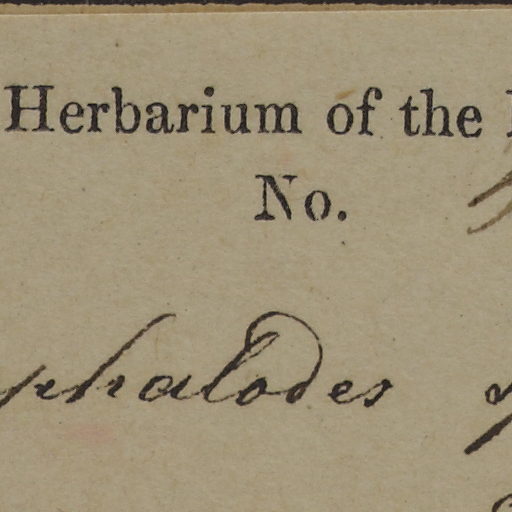 Herbarium of the
No.
phalodes